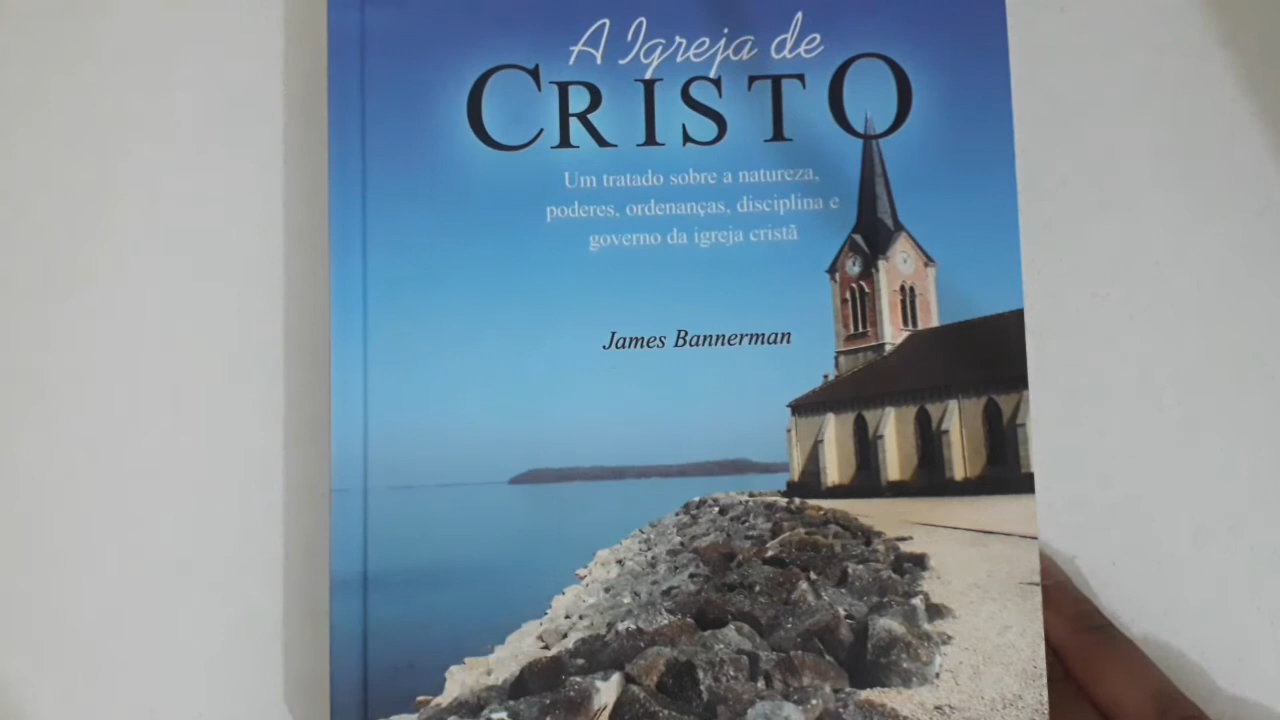 A Igreja de
CRISTO
Um tratado sobre a natureza,
poderes, ordenanças, disciplina e
governo da igreja cristã
James Bannerman